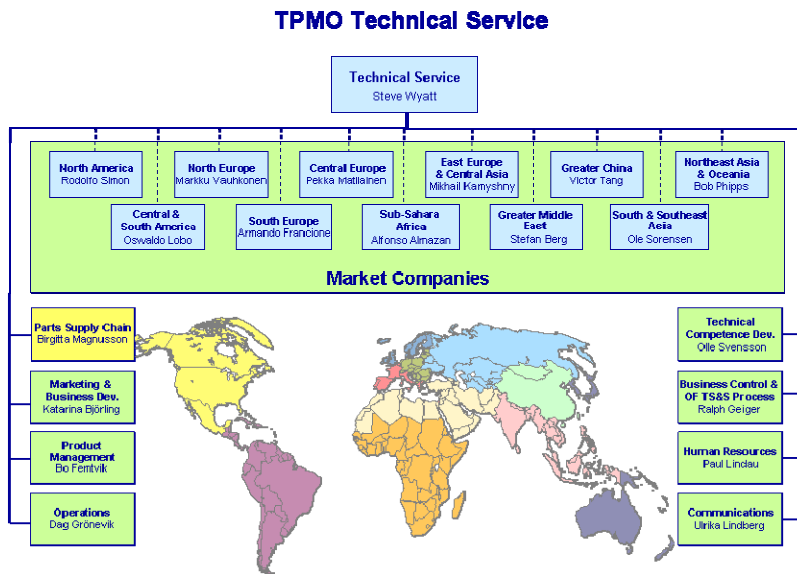 TPMO Technical Service
Technical Service
Steve Wyatt
North America
Rodolfo Simon
North Europe
Markku Vauhkonen
Central Europe
Pekka Matilainen
East Europe
& Central Asia
Mikhail Kamyshny
Greater China
Victor Tang
Northeast Asia
& Oceania
Bob Phipps
Central &
South America
Oswaldo Lobo
South Europe
Armando Francione
Sub-Sahara
Africa
Alfonso Almazan
Greater Middle
East
Stefan Berg
South & Southeast
Asia
Ole Sorensen
Market Companies
Parts Supply Chain
Birgitta Magnusson
Marketing &
Business Dev.
Katarina Björling
Product
Management
Bo
Operations
Dag Grönevik
Technical
Competence Dev.
Olle Svensson
Business Control &
OF TS&S Process
Ralph Geiger
Human Resources
Paul Lindau
Communications
Ulrika Lindberg